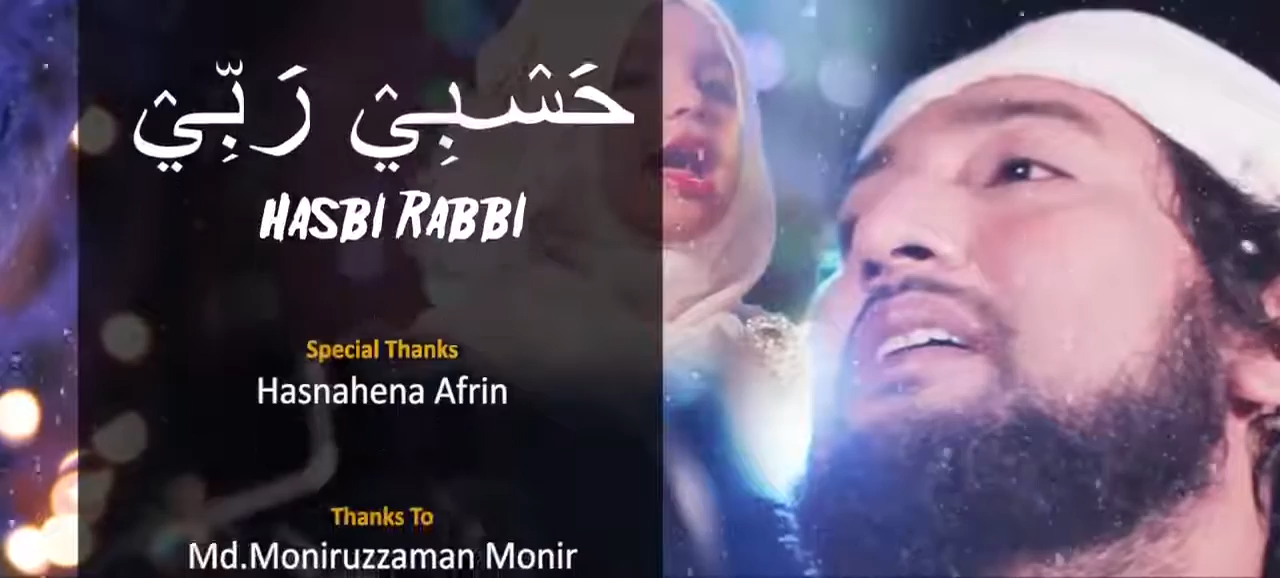 حَسْبِيْ رَبِّيْ
HASBI RABBI
Special Thanks
Hasnahena Afrin
Thanks To
Md.Moniruzzaman Monir